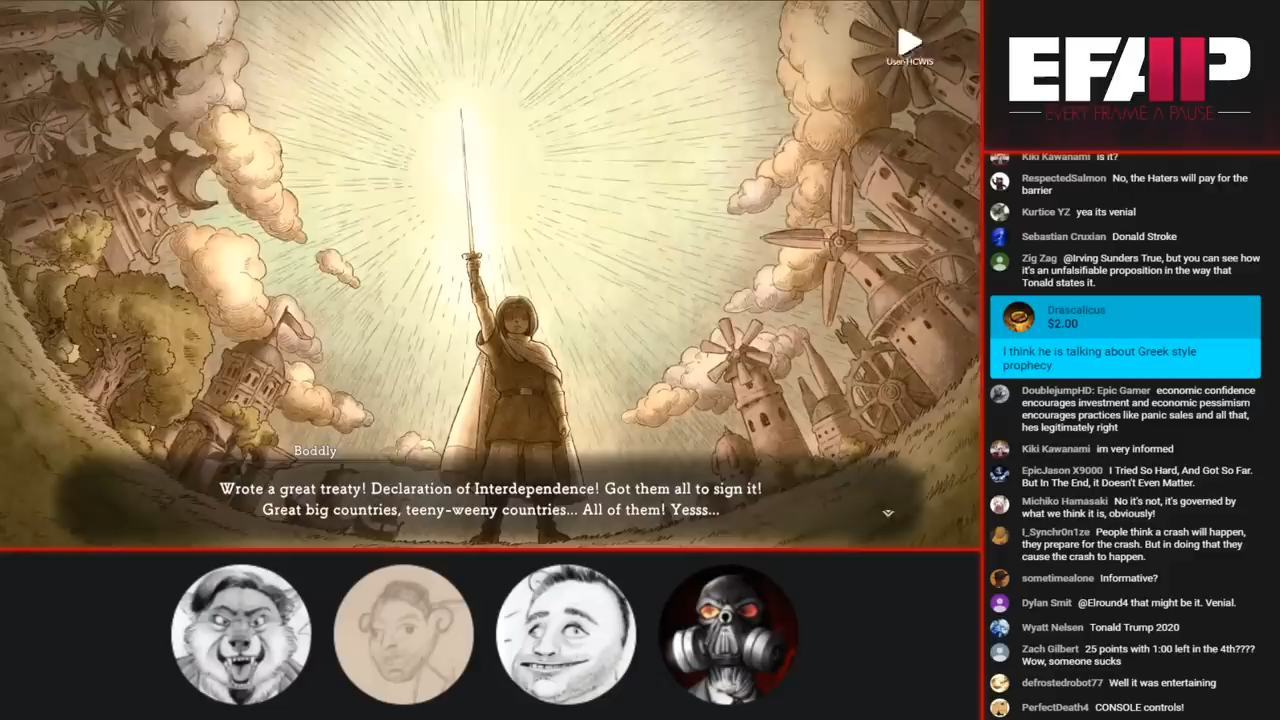 User-HCWIS
Boddly
Wrote a great treaty! Declaration of Interdependence! Got them all to sign it!
Great big countries, teeny-weeny countries... All of them! Yesss...
EFAP
EVERY FRAME A PAUSE
Kiki Kawanami is it?
RespectedSalmon No, the Haters will pay for the
barrier
Kurtice YZ yea its venial
Sebastian Cruxian Donald Stroke
Zig Zag @Irving Sunders True, but you can see how
it's an unfalsifiable proposition in the way that
Tonald states it.
Drascalicus
$2.00
I think he is talking about Greek style
prophecy
DoublejumpHD: Epic Gamer economic confidence
encourages investment and economic pessimism
encourages practices like panic sales and all that,
hes legitimately right
Kiki Kawanami im very informed
EpicJason X9000 I Tried So Hard, And Got So Far.
But In The End, it Doesn't Even Matter.
Michiko Hamasaki No it's not, it's governed by
what we think it is, obviously!
I_Synchr0n1ze People think a crash will happen,
they prepare for the crash. But in doing that they
cause the crash to happen.
sometimealone Informative?
Dylan Smit @Elround4 that might be it. Venial.
Wyatt Nelsen Tonald Trump 2020
Zach Gilbert 25 points with 1:00 left in the 4th????
Wow, someone sucks
defrostedrobot77 Well it was entertaining
PerfectDeath4 CONSOLE controls!